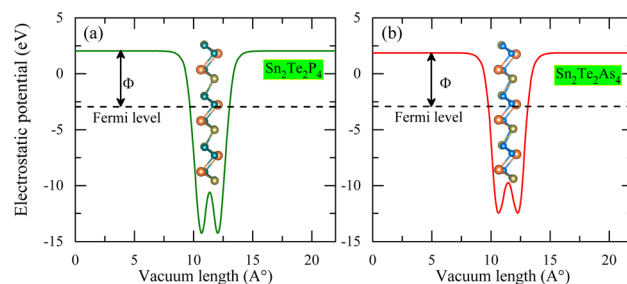 (a)
(b)
Electrostatic potential (eV)
5
0
-5
-10
-15
Φ
Fermi level
Sn₂Te₂P₄
0 5 10 15 20
Vacuum length (A°)
5
0
-5
-10
-15
Φ
Fermi level
Sn₂Te₂As₄
0 5 10 15 20
Vacuum length (A°)